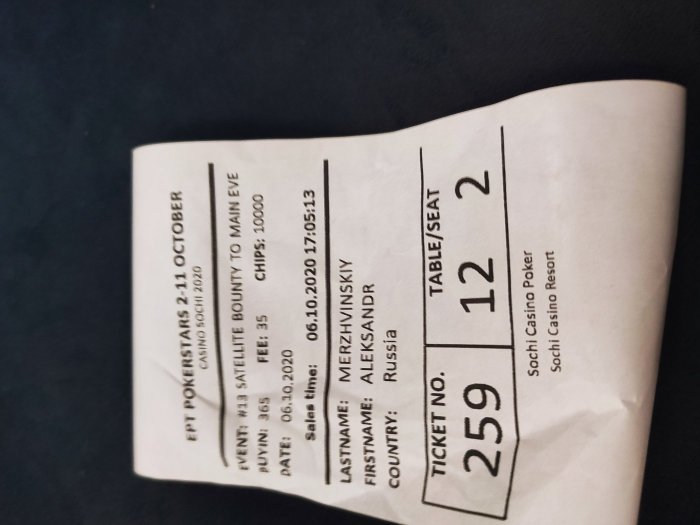 EPT POKERSTARS 2-11 OCTOBER
CASINO SOCHI 2020
EVENT: #13 SATELLITE BOUNTY TO MAIN EVE
BUYIN: 365 FEE: 35 CHIPS: 10000
DATE: 06.10.2020
Sales time: 06.10.2020 17:05:13
LASTNAME: MERZHVINSKIY
FIRSTNAME: ALEKSANDR
COUNTRY: Russia
TICKET NO. TABLE/SEAT
259 12 2
Sochi Casino Poker
Sochi Casino Resort